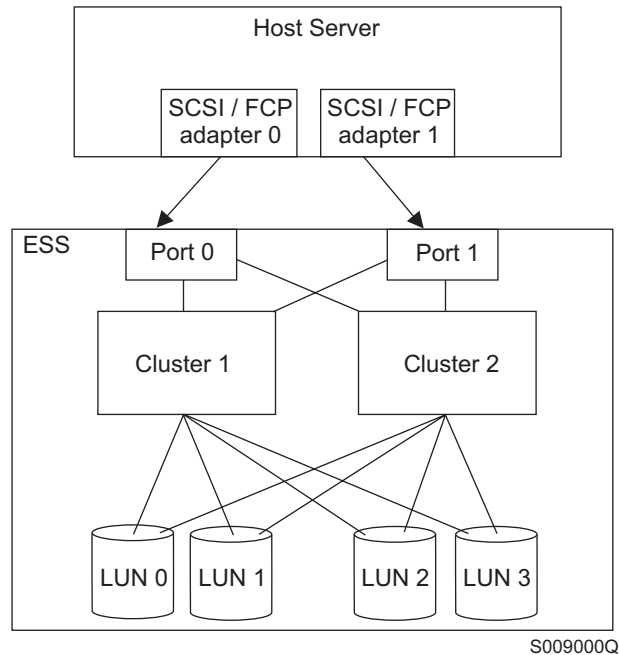 Host Server
SCSI / FCP
adapter 0
SCSI / FCP
adapter 1
ESS
Port 0
Port 1
Cluster 1
Cluster 2
LUN 0
LUN 1
LUN 2
LUN 3
S009000Q